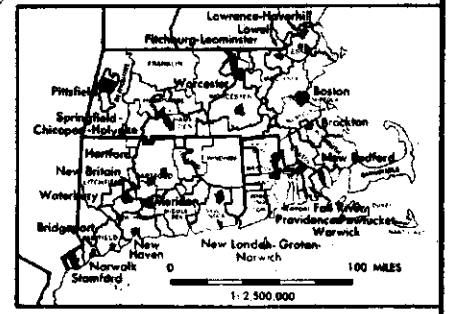 Lawrence-Haverhill
Lowell
Fitchburg-Leominster
FRANKLIN
Worcester
Pittsfield
Boston
Springfield-
Chicopee-Holyoke
Brockton
Hartford
New Bedford
New Britain
Waterbury
Meriden
Fall River
Providence-Pawtucket
Warwick
Bridgeport
New
Haven
New London-Groton-
Norwich
Norwalk
Stamford
0 100 MILES
1: 2,500,000